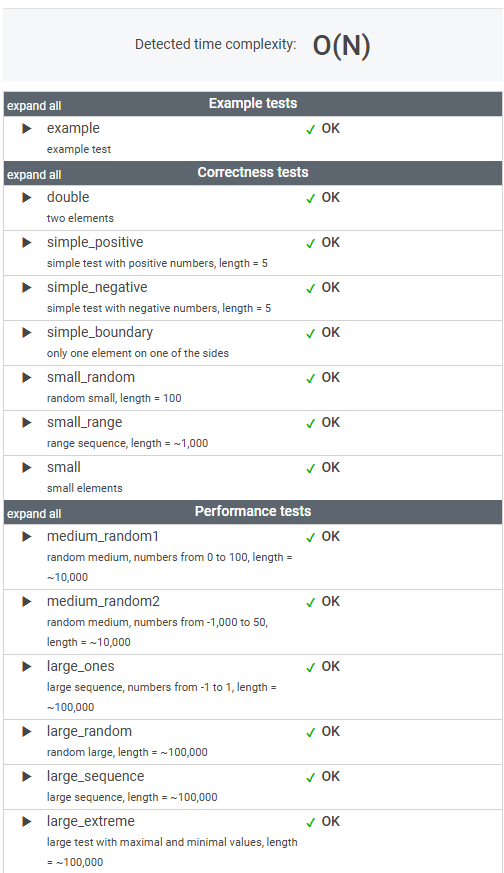 Detected time complexity: O(N)
expand all Example tests
example ✓ OK
example test
expand all Correctness tests
double ✓ OK
two elements
simple_positive ✓ OK
simple test with positive numbers, length = 5
simple_negative ✓ OK
simple test with negative numbers, length = 5
simple_boundary ✓ OK
only one element on one of the sides
small_random ✓ OK
random small, length = 100
small_range ✓ OK
range sequence, length = ~1,000
small ✓ OK
small elements
expand all Performance tests
medium_random1 ✓ OK
random medium, numbers from 0 to 100, length =
~10,000
medium_random2 ✓ OK
random medium, numbers from -1,000 to 50,
length = ~10,000
large_ones ✓ OK
large sequence, numbers from -1 to 1, length =
~100,000
large_random ✓ OK
random large, length = ~100,000
large_sequence ✓ OK
large sequence, length = ~100,000
large_extreme ✓ OK
large test with maximal and minimal values, length
= ~100,000